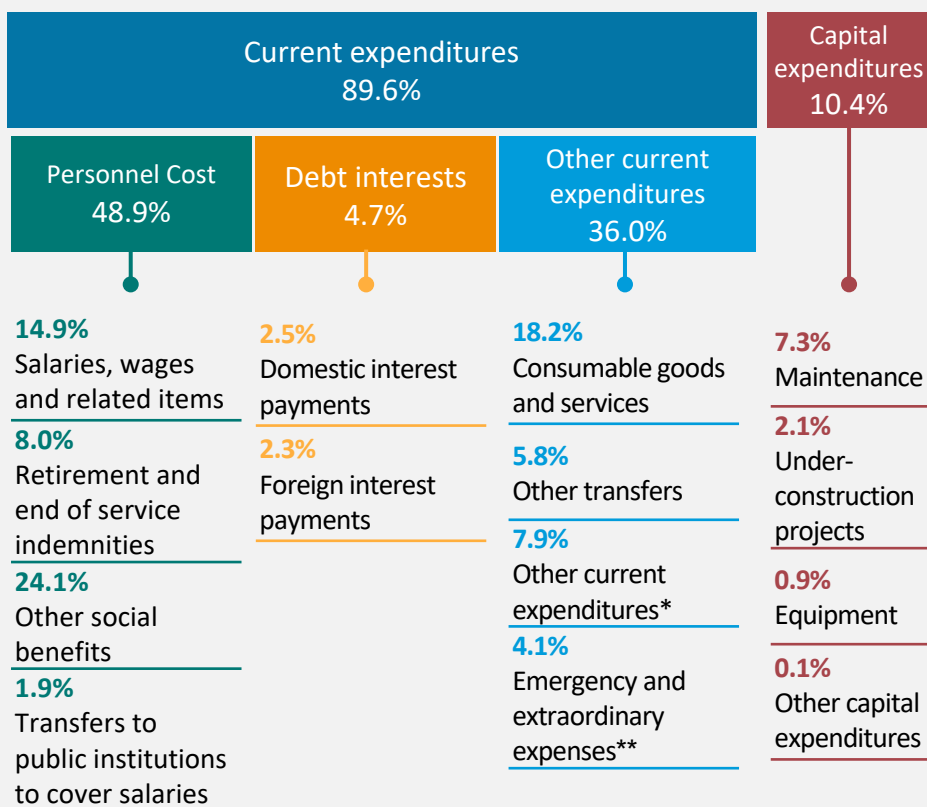 Current expenditures
89.6%
Capital
expenditures
10.4%
Personnel Cost
48.9%
Debt interests
4.7%
Other current
expenditures
36.0%
14.9%
Salaries, wages
and related items
8.0%
Retirement and
end of service
indemnities
24.1%
Other social
benefits
1.9%
Transfers to
public institutions
to cover salaries
2.5%
Domestic interest
payments
2.3%
Foreign interest
payments
18.2%
Consumable goods
and services
5.8%
Other transfers
7.9%
Other current
expenditures*
4.1%
Emergency and
extraordinary
expenses**
7.3%
Maintenance
2.1%
Under-
construction
projects
0.9%
Equipment
0.1%
Other capital
expenditures